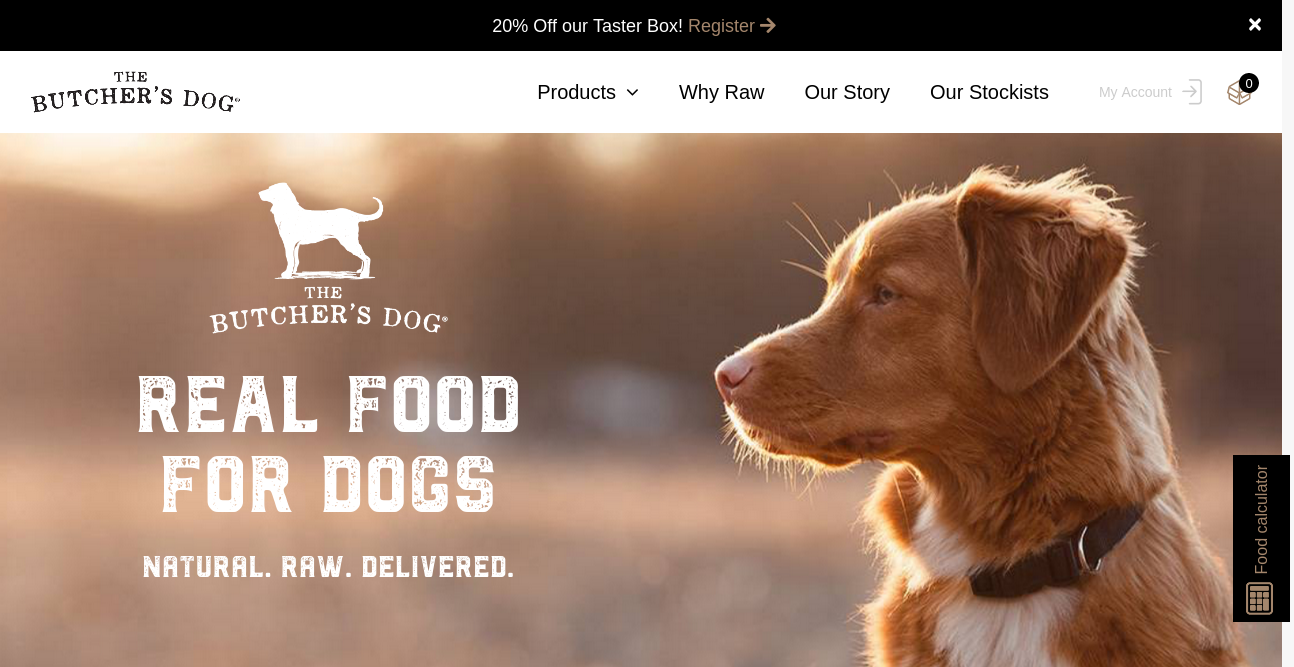 20% Off our Taster Box! Register
×
THE
BUTCHER'S DOG®
Products
Why Raw
Our Story
Our Stockists
My Account
0
THE
BUTCHER'S DOG®
REAL FOOD
FOR DOGS
NATURAL. RAW. DELIVERED.
Food calculator